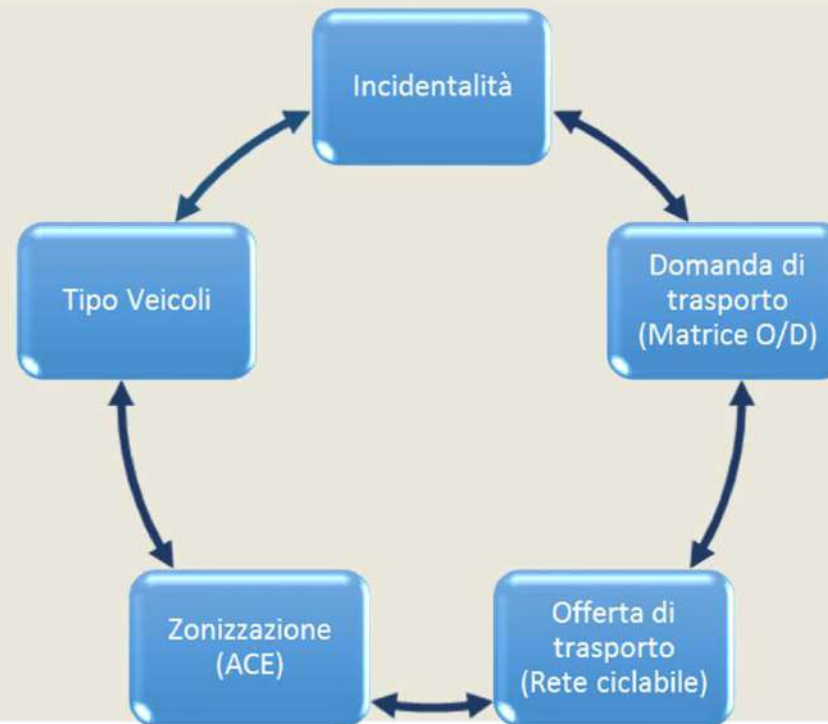 Incidentalità
Tipo Veicoli
Domanda di
trasporto
(Matrice O/D)
Zonizzazione
(ACE)
Offerta di
trasporto
(Rete ciclabile)